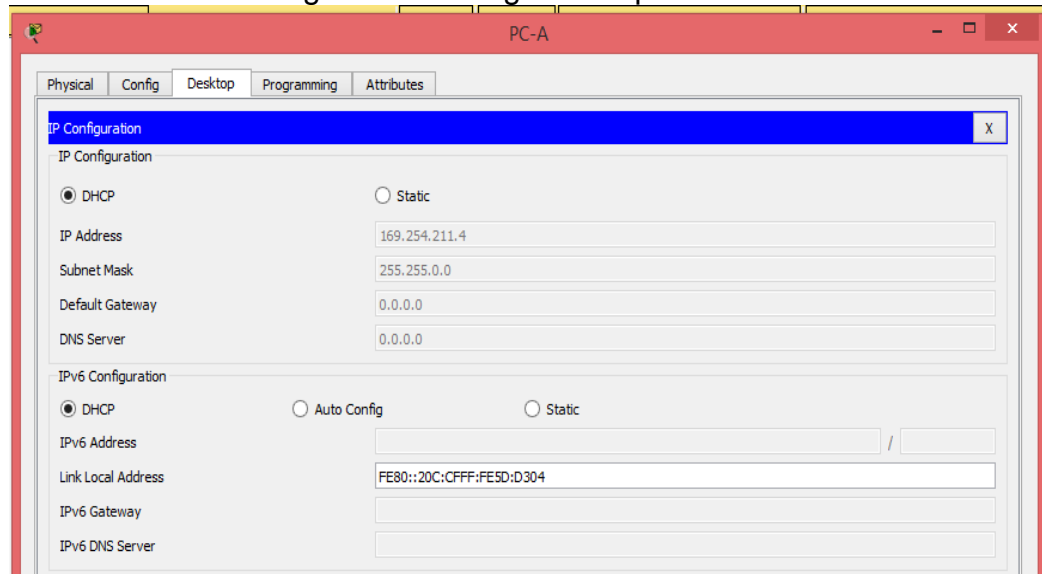 PC-A
Physical Config Desktop Programming Attributes
IP Configuration X
IP Configuration
DHCP Static
IP Address 169.254.211.4
Subnet Mask 255.255.0.0
Default Gateway 0.0.0.0
DNS Server 0.0.0.0
IPv6 Configuration
DHCP Auto Config Static
IPv6 Address /
Link Local Address FE80::20C:CFFF:FE5D:D304
IPv6 Gateway
IPv6 DNS Server